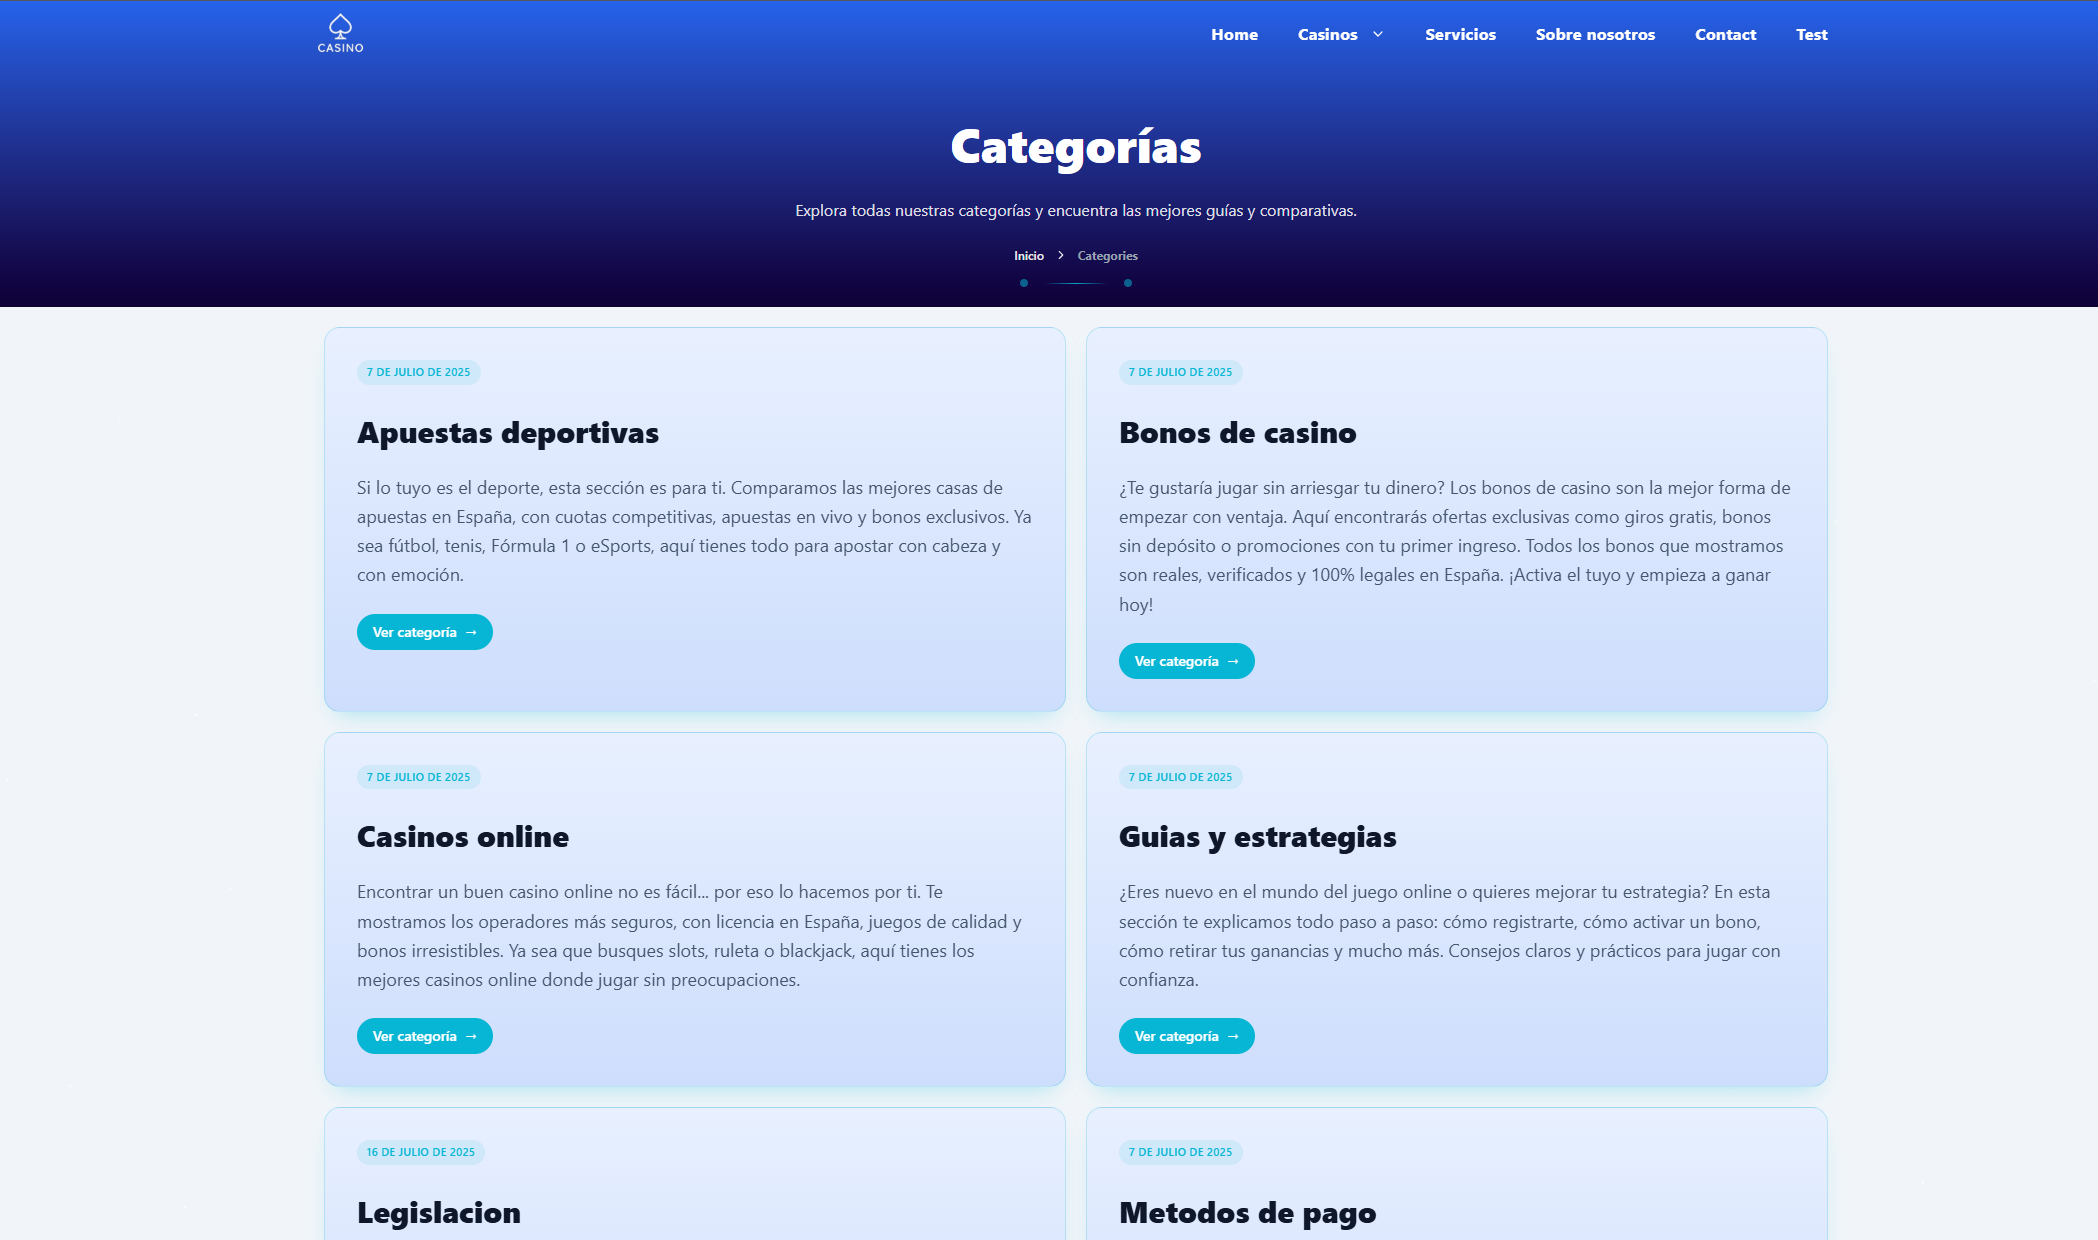 CASINO
Home
Casinos
Servicios
Sobre nosotros
Contact
Test
Categorías
Explora todas nuestras categorías y encuentra las mejores guías y comparativas.
Inicio
Categories
7 DE JULIO DE 2025
Apuestas deportivas
Si lo tuyo es el deporte, esta sección es para ti. Comparamos las mejores casas de
apuestas en España, con cuotas competitivas, apuestas en vivo y bonos exclusivos. Ya
sea fútbol, tenis, Fórmula 1 o eSports, aquí tienes todo para apostar con cabeza y
con emoción.
Ver categoría →
7 DE JULIO DE 2025
Bonos de casino
¿Te gustaría jugar sin arriesgar tu dinero? Los bonos de casino son la mejor forma de
empezar con ventaja. Aquí encontrarás ofertas exclusivas como giros gratis, bonos
sin depósito o promociones con tu primer ingreso. Todos los bonos que mostramos
son reales, verificados y 100% legales en España. ¡Activa el tuyo y empieza a ganar
hoy!
Ver categoría →
7 DE JULIO DE 2025
Casinos online
Encontrar un buen casino online no es fácil... por eso lo hacemos por ti. Te
mostramos los operadores más seguros, con licencia en España, juegos de calidad y
bonos irresistibles. Ya sea que busques slots, ruleta o blackjack, aquí tienes los
mejores casinos online donde jugar sin preocupaciones.
Ver categoría →
7 DE JULIO DE 2025
Guias y estrategias
¿Eres nuevo en el mundo del juego online o quieres mejorar tu estrategia? En esta
sección te explicamos todo paso a paso: cómo registrarte, cómo activar un bono,
cómo retirar tus ganancias y mucho más. Consejos claros y prácticos para jugar con
confianza.
Ver categoría →
16 DE JULIO DE 2025
Legislacion
7 DE JULIO DE 2025
Metodos de pago